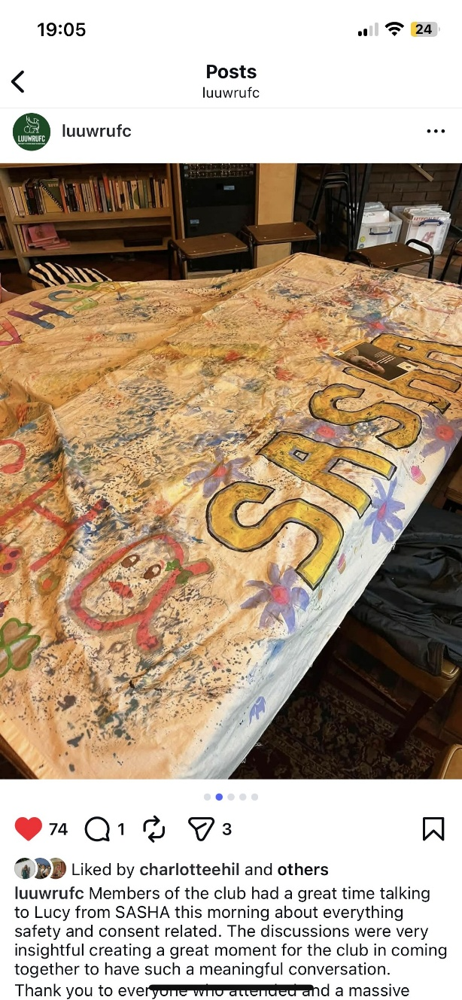 19:05
24
Posts
luuwrufc
LUUWRUFC
luuwrufc
SASHA
74
1
3
Liked by charlotteehil and others
luuwrufc Members of the club had a great time talking
to Lucy from SASHA this morning about everything
safety and consent related. The discussions were very
insightful creating a great moment for the club in coming
together to have such a meaningful conversation.
Thank you to everyone who attended and a massive